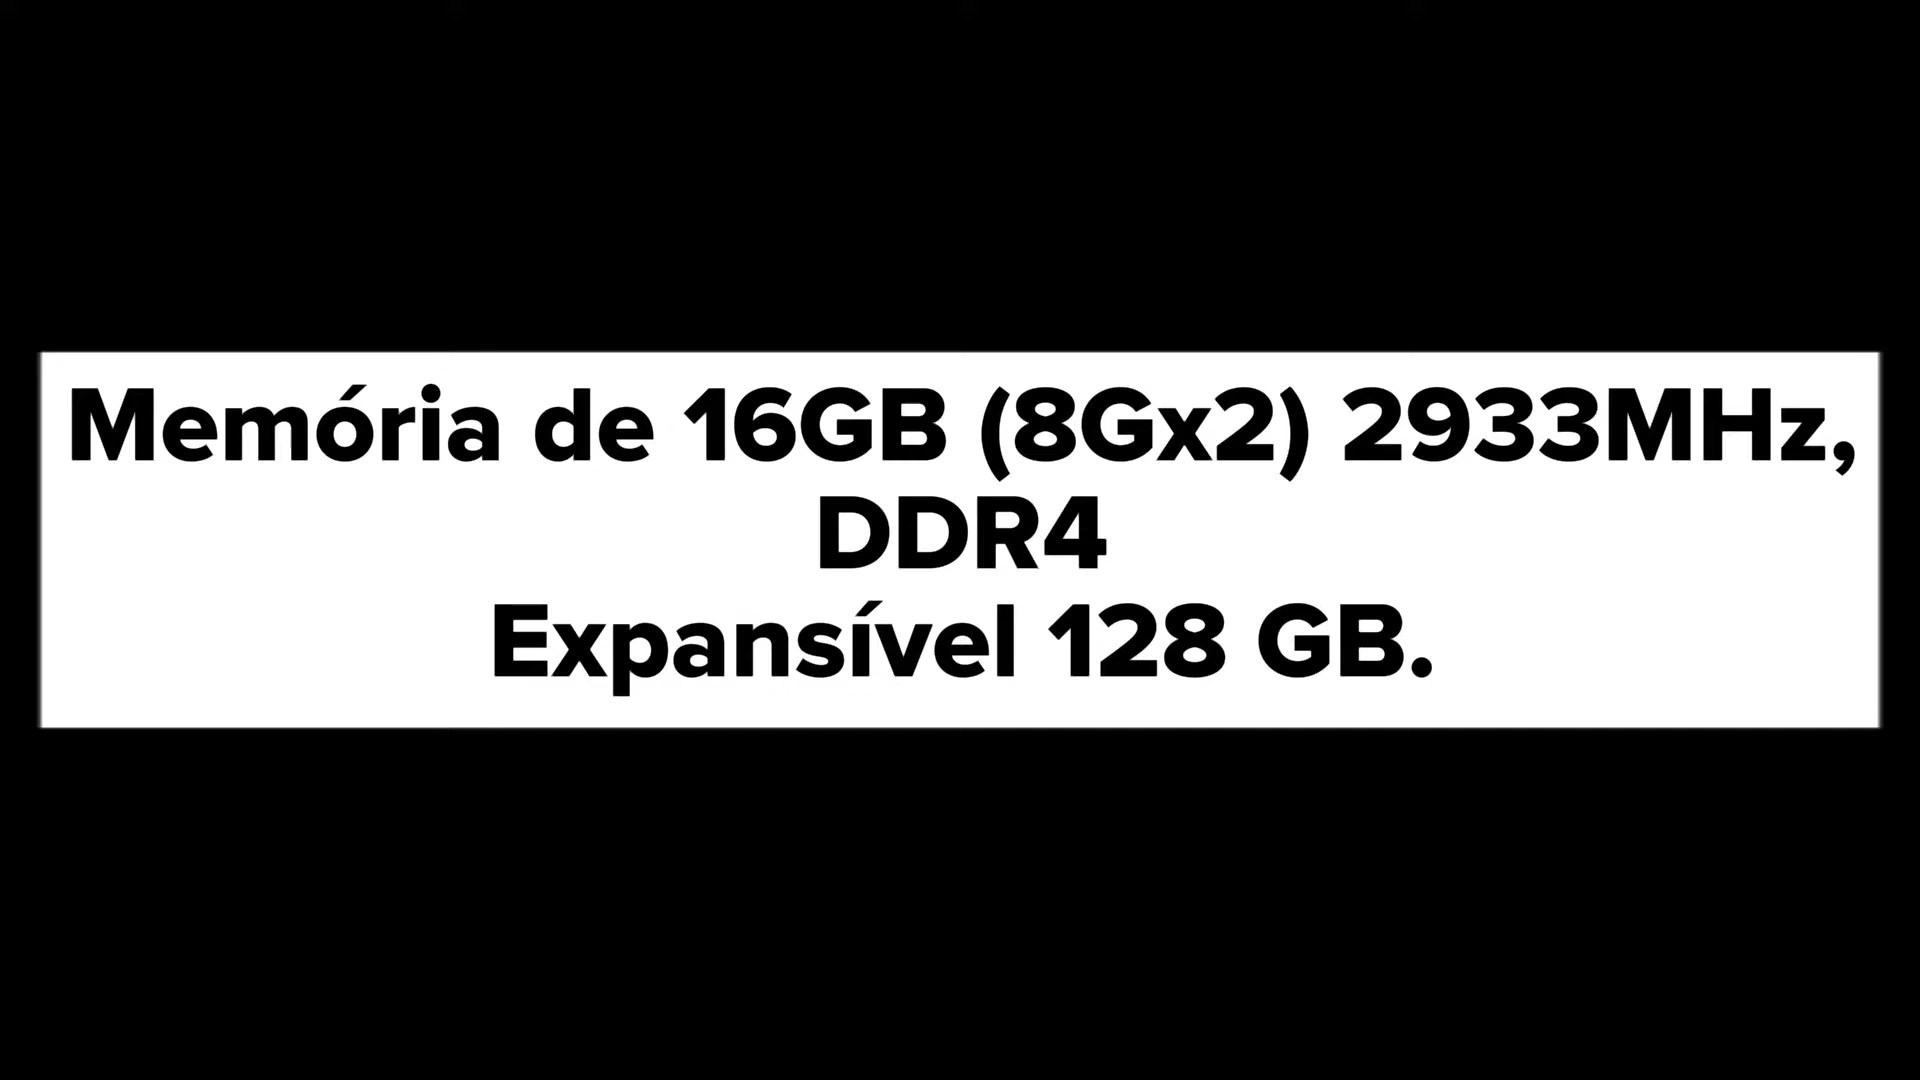 Memória de 16GB (8Gx2) 2933MHz,
DDR4
Expansível 128 GB.